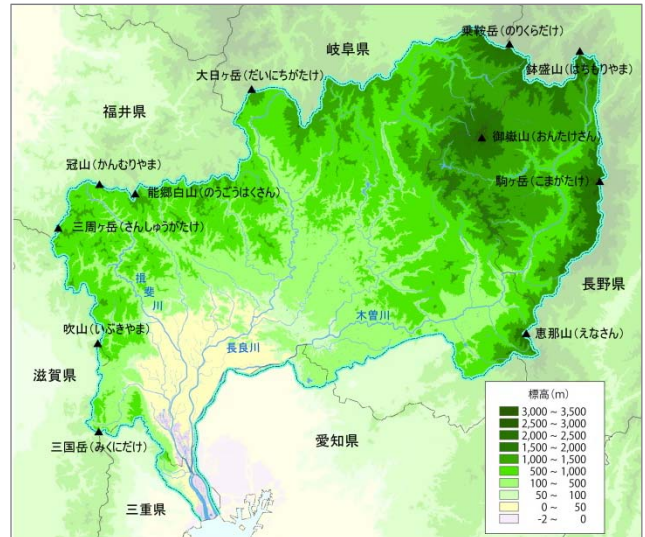 乗鞍岳（のりくらだけ）
岐阜県
鉢盛山（はちもりやま）
大日ヶ岳（だいにちがたけ）
福井県
御嶽山（おんたけさん）
冠山（かんむりやま）
駒ヶ岳（こまがたけ）
能郷白山（のうごうはくさん）
三周ヶ岳（さんしゅうがたけ）
長野県
揖斐川
木曽川
吹山（いぶきやま）
長良川
恵那山（えなさん）
滋賀県
標高（m）
3,000 ～ 3,500
2,500 ～ 3,000
2,000 ～ 2,500
1,500 ～ 2,000
1,000 ～ 1,500
500 ～ 1,000
100 ～ 500
50 ～ 100
0 ～ 50
-2 ～ 0
愛知県
三国岳（みくにだけ）
三重県